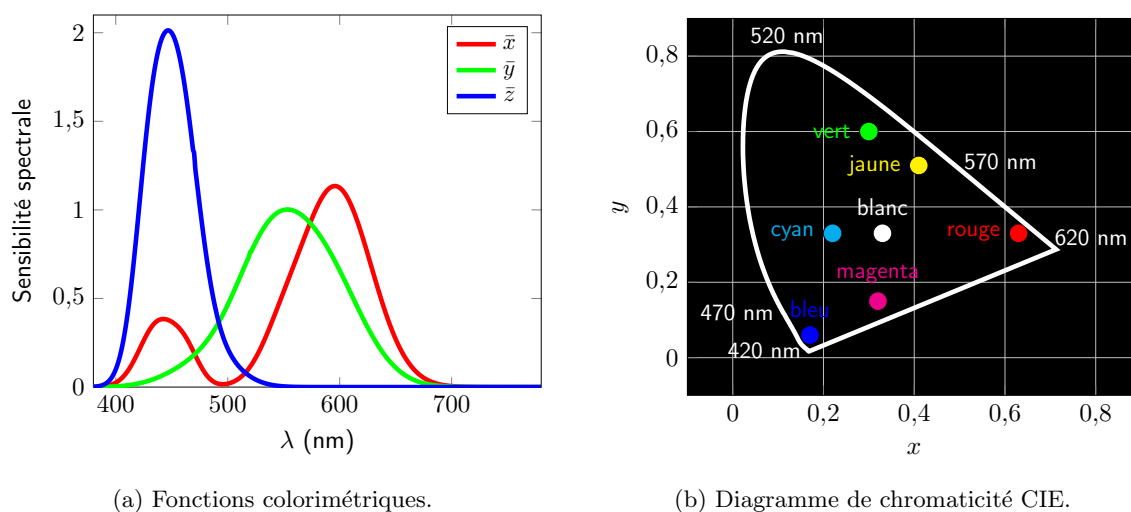 2
1,5
1
0,5
0
400
500
600
700
Sensibilité spectrale
λ (nm)
x̄
ȳ
z̄
520 nm
0,8
0,6
0,4
0,2
0
vert
jaune
570 nm
blanc
cyan
rouge
620 nm
magenta
470 nm
bleu
420 nm
y
0
0,2
0,4
0,6
0,8
x
(a) Fonctions colorimétriques.
(b) Diagramme de chromaticité CIE.